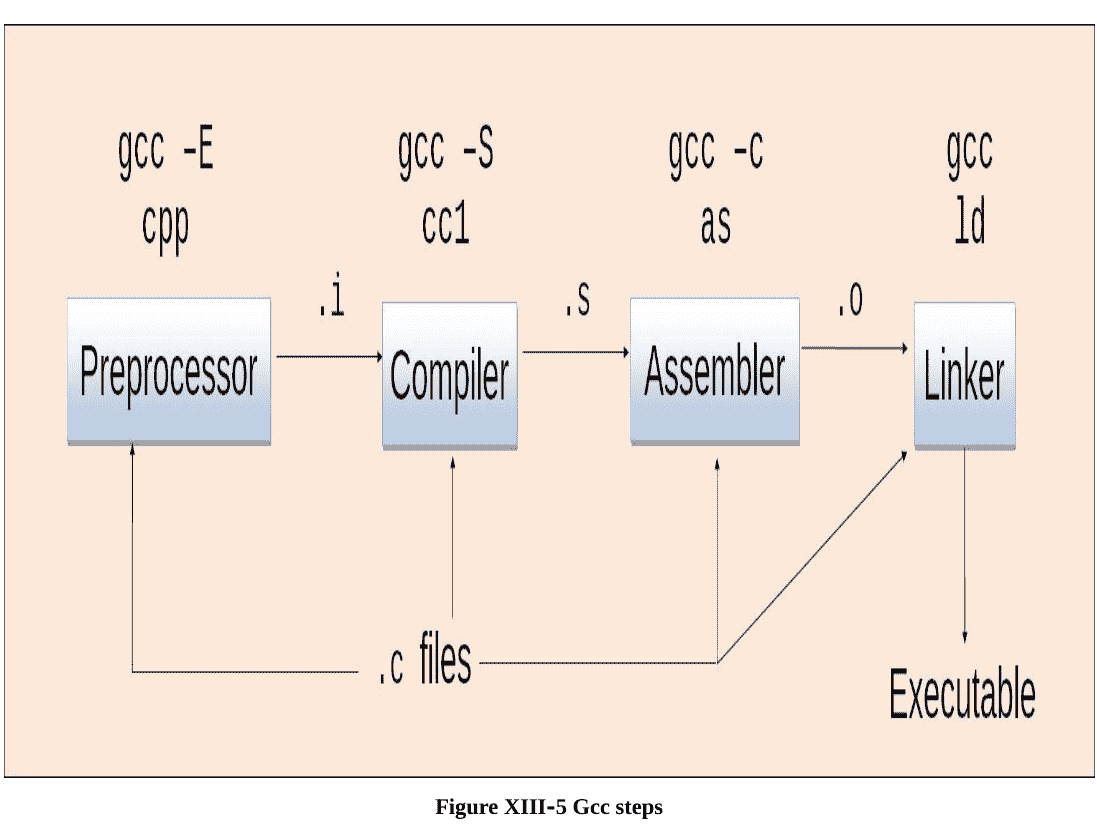 gcc –E
cpp
gcc –S
cc1
gcc –c
as
gcc
ld
.i
.s
.o
Preprocessor
Compiler
Assembler
Linker
.c files
Executable
Figure XIII-5 Gcc steps